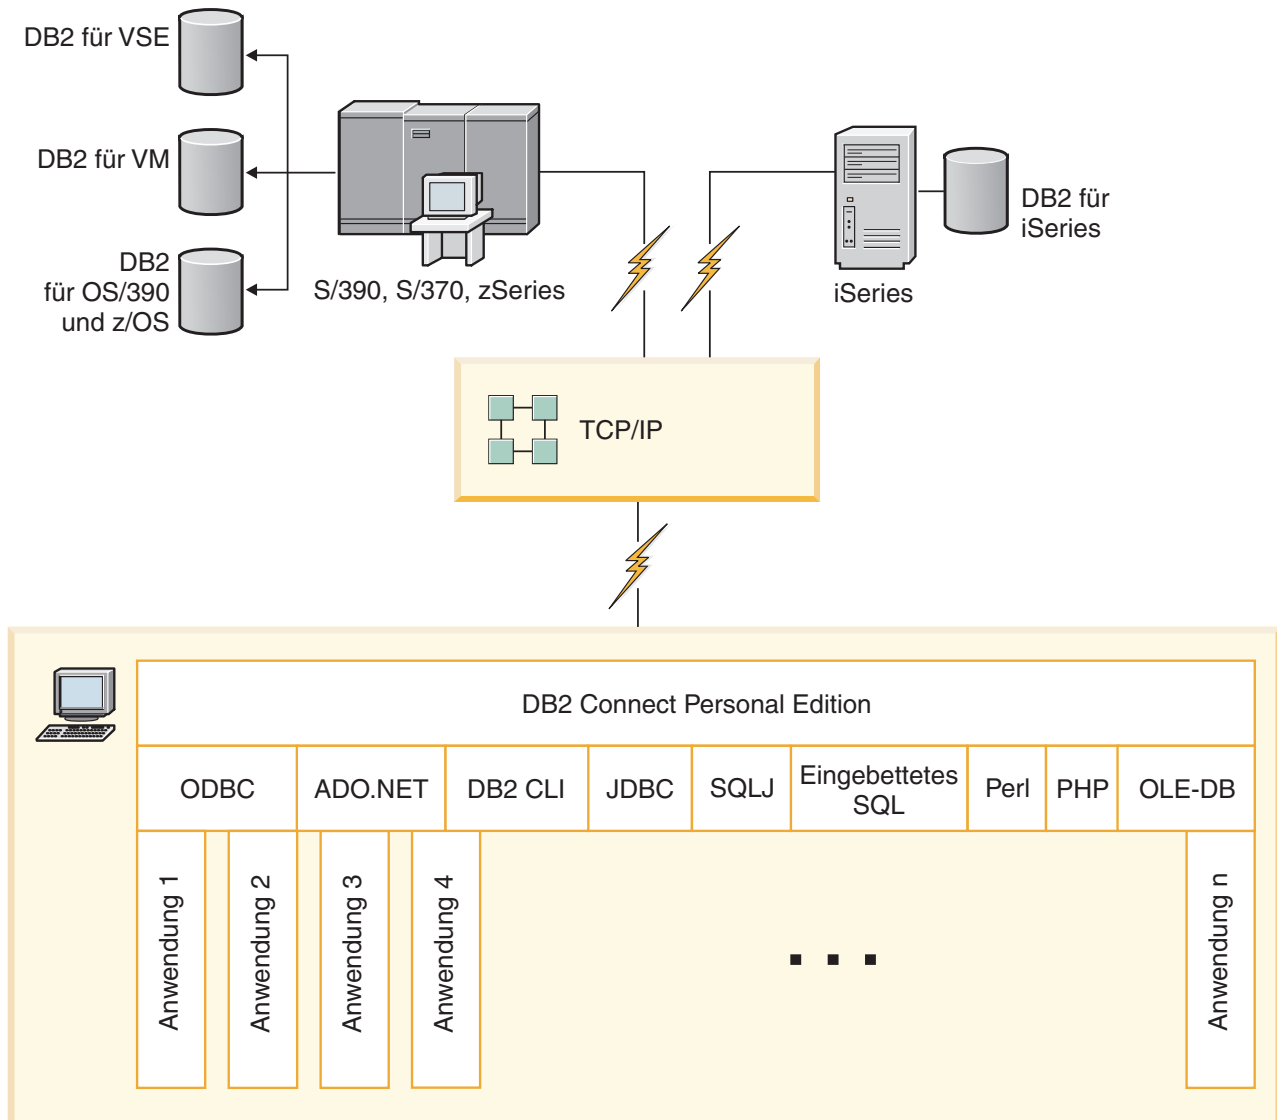 DB2 für VSE
DB2 für VM
DB2
für OS/390
und z/OS
S/390, S/370, zSeries
iSeries
DB2 für
iSeries
TCP/IP
DB2 Connect Personal Edition
ODBC
ADO.NET
DB2 CLI
JDBC
SQLJ
Eingebettetes
SQL
Perl
PHP
OLE-DB
Anwendung 1
Anwendung 2
Anwendung 3
Anwendung 4
Anwendung n